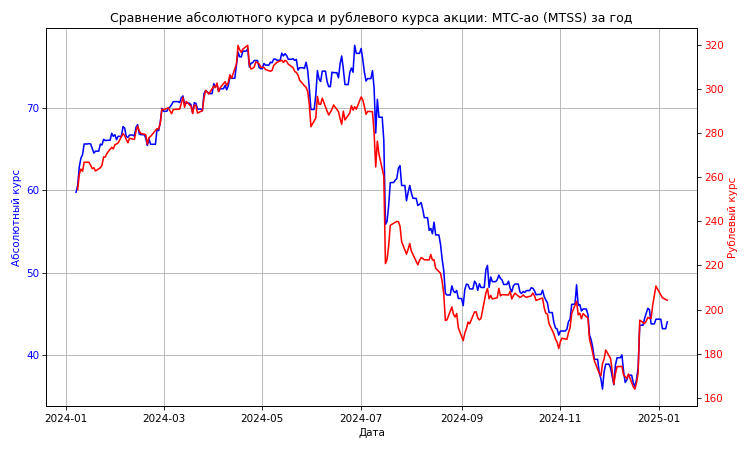 Сравнение абсолютного курса и рублевого курса акции: МТС-ао (MTSS) за год
Абсолютный курс
70
60
50
40
320
300
280
260
240
220
200
180
160
Рублевый курс
2024-01 2024-03 2024-05 2024-07 2024-09 2024-11 2025-01
Дата